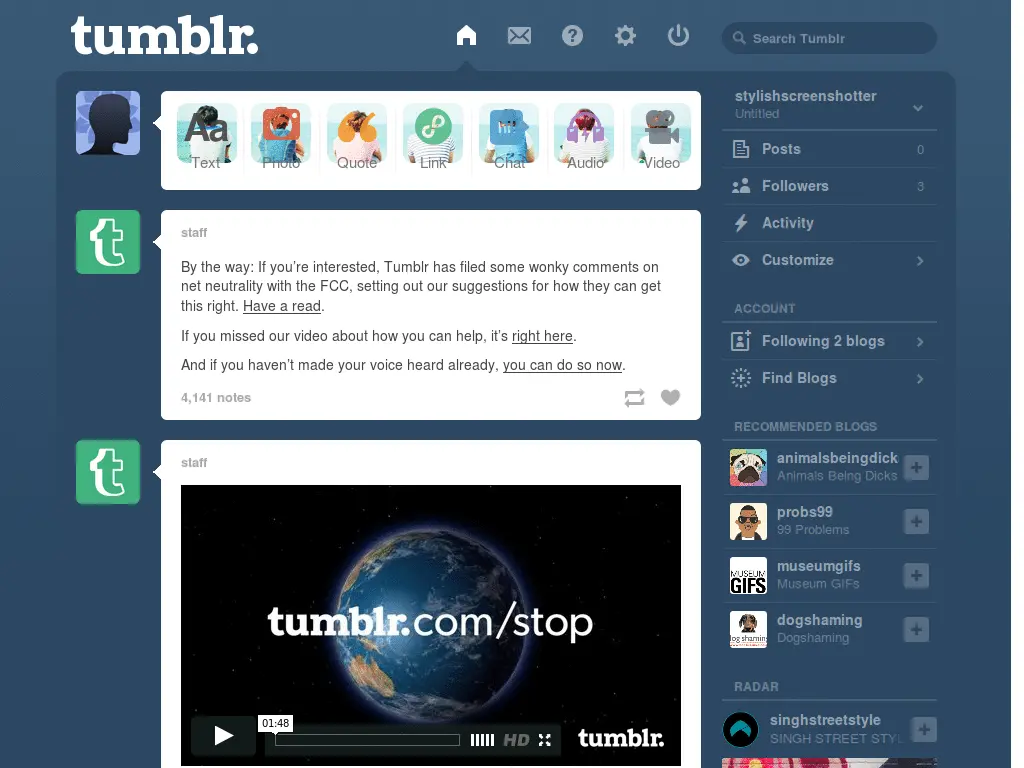 tumblr.
Search Tumblr
Aa
Text
Photo
Quote
Link
hi!
Chat
Audio
Video
stylishscreenshotter
Untitled
Posts 0
Followers 3
Activity
Customize
ACCOUNT
Following 2 blogs
Find Blogs
RECOMMENDED BLOGS
animalsbeingdick
Animals Being Dicks
probs99
99 Problems
MUSEUM
GIFS
museumgifs
Museum GIFs
dog shaming
dogshaming
Dogshaming
RADAR
singhstreetstyle
SINGH STREET STYL
t
staff
By the way: If you're interested, Tumblr has filed some wonky comments on
net neutrality with the FCC, setting out our suggestions for how they can get
this right. Have a read.
If you missed our video about how you can help, it's right here.
And if you haven't made your voice heard already, you can do so now.
4,141 notes
t
staff
tumblr.com/stop
01:48
HD
tumblr.